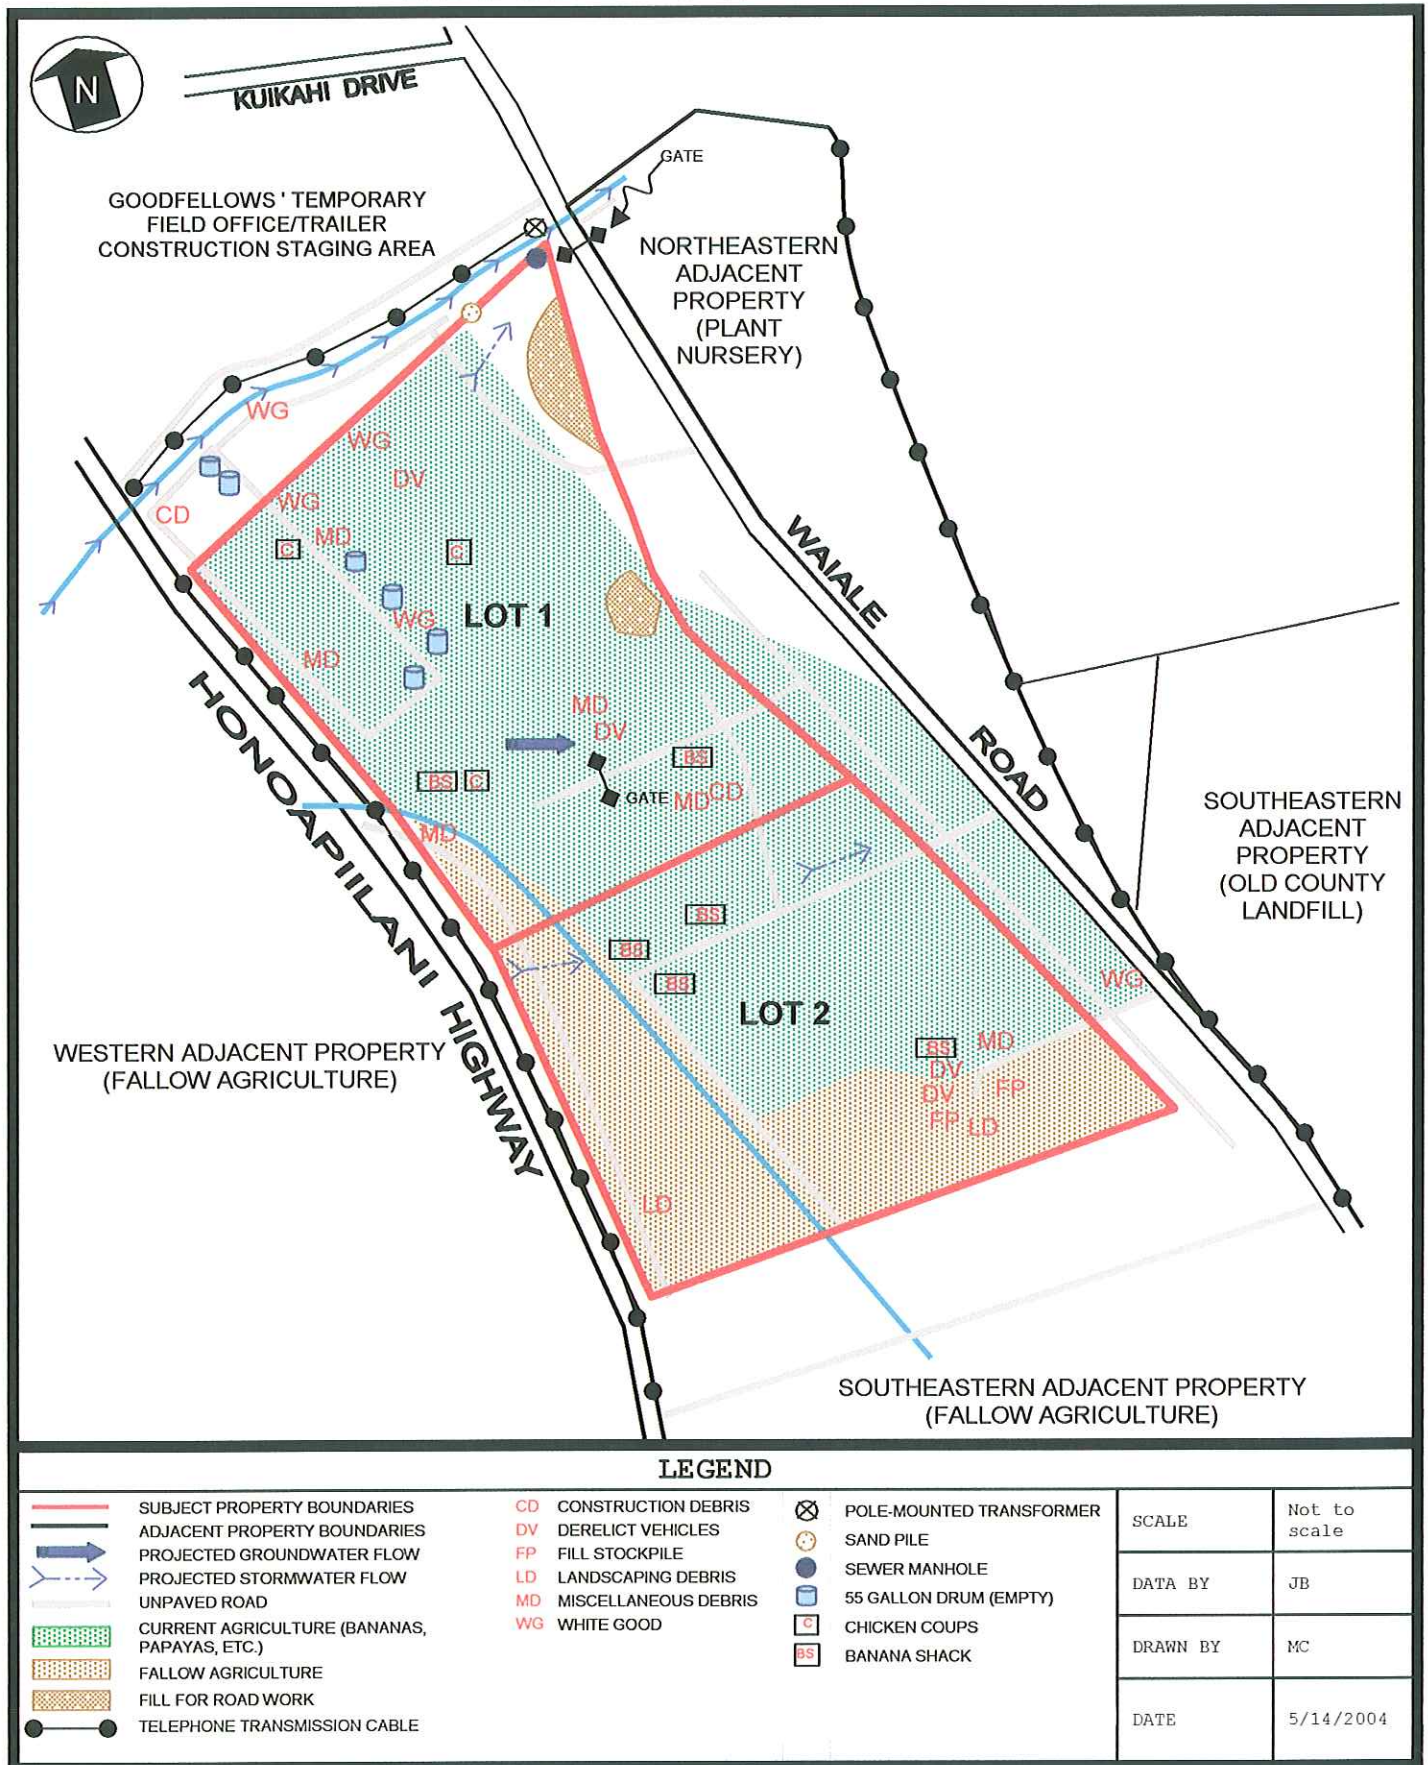 N
KUIKAHI DRIVE
GATE
GOODFELLOWS ' TEMPORARY
FIELD OFFICE/TRAILER
CONSTRUCTION STAGING AREA
NORTHEASTERN
ADJACENT
PROPERTY
(PLANT
NURSERY)
WG
WG
DV
WG
CD
MD
C
C
WAIALE
ROAD
WG
LOT 1
MD
HONOAPIILANI HIGHWAY
MD
DV
BS
BS
C
GATE
MD
CD
MD
SOUTHEASTERN
ADJACENT
PROPERTY
(OLD COUNTY
LANDFILL)
BS
BS
BS
WG
LOT 2
WESTERN ADJACENT PROPERTY
(FALLOW AGRICULTURE)
BS
MD
DV
DV
FP
FP
LD
LD
SOUTHEASTERN ADJACENT PROPERTY
(FALLOW AGRICULTURE)
LEGEND
SUBJECT PROPERTY BOUNDARIES
ADJACENT PROPERTY BOUNDARIES
PROJECTED GROUNDWATER FLOW
PROJECTED STORMWATER FLOW
UNPAVED ROAD
CURRENT AGRICULTURE (BANANAS,
PAPAYAS, ETC.)
FALLOW AGRICULTURE
FILL FOR ROAD WORK
TELEPHONE TRANSMISSION CABLE
CD CONSTRUCTION DEBRIS
DV DERELICT VEHICLES
FP FILL STOCKPILE
LD LANDSCAPING DEBRIS
MD MISCELLANEOUS DEBRIS
WG WHITE GOOD
POLE-MOUNTED TRANSFORMER
SAND PILE
SEWER MANHOLE
55 GALLON DRUM (EMPTY)
C CHICKEN COUPS
BS BANANA SHACK
SCALE Not to
scale
DATA BY JB
DRAWN BY MC
DATE 5/14/2004